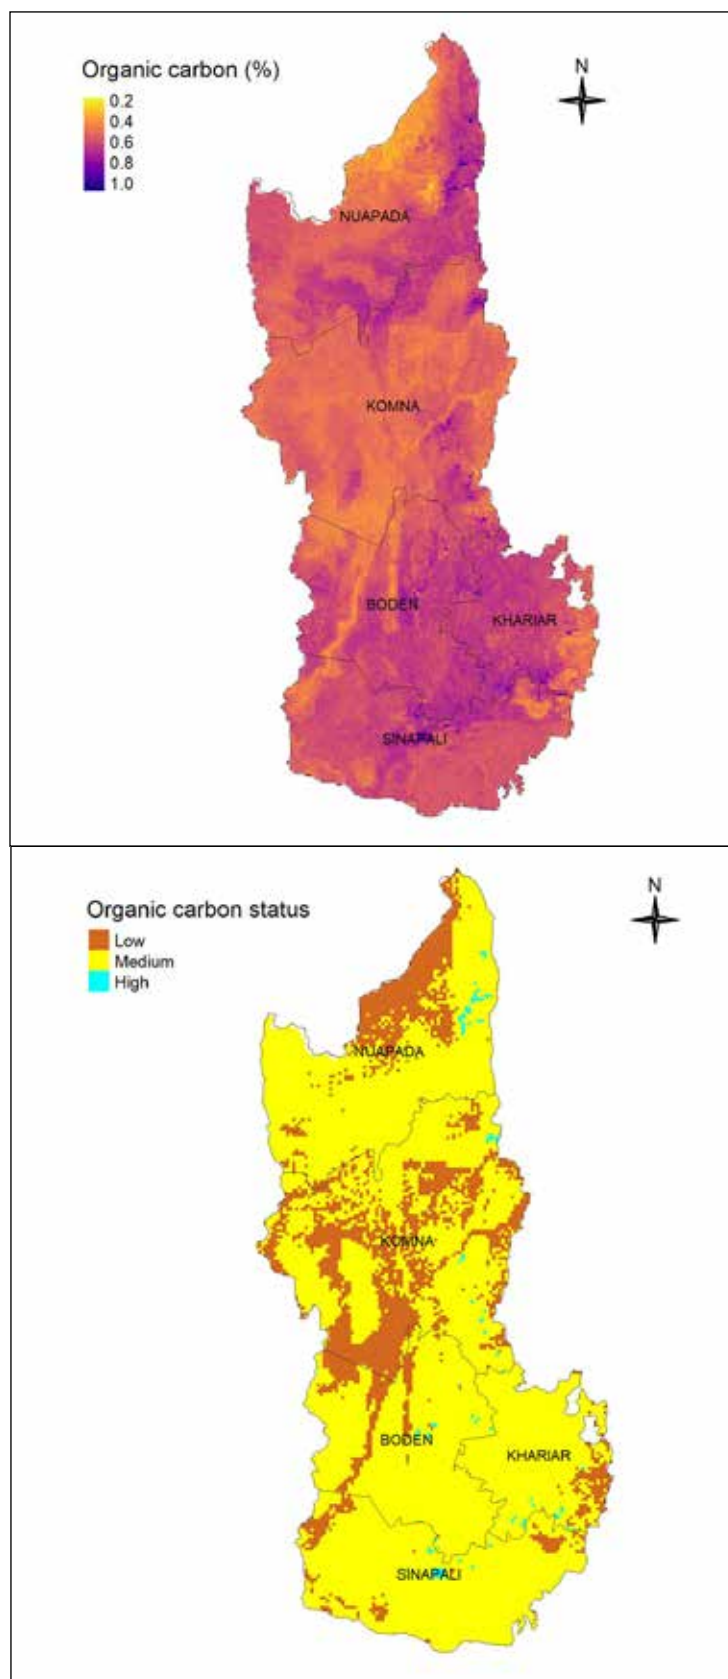 Organic carbon (%)
N
0.2
0.4
0.6
0.8
1.0
NUAPADA
KOMNA
BODEN
KHARIAR
SINAPALI
N
Organic carbon status
Low
Medium
High
NUAPADA
KOMNA
BODEN
KHARIAR
SINAPALI